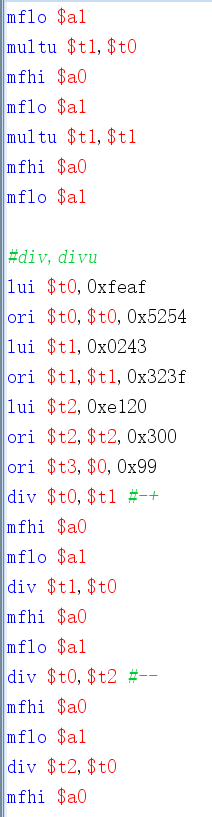 mflo $a1
multu $t1,$t0
mfhi $a0
mflo $a1
multu $t1,$t1
mfhi $a0
mflo $a1
#div,divu
lui $t0,0xfeaf
ori $t0,$t0,0x5254
lui $t1,0x0243
ori $t1,$t1,0x323f
lui $t2,0xe120
ori $t2,$t2,0x300
ori $t3,$0,0x99
div $t0,$t1 #-+
mfhi $a0
mflo $a1
div $t1,$t0
mfhi $a0
mflo $a1
div $t0,$t2 #--
mfhi $a0
mflo $a1
div $t2,$t0
mfhi $a0